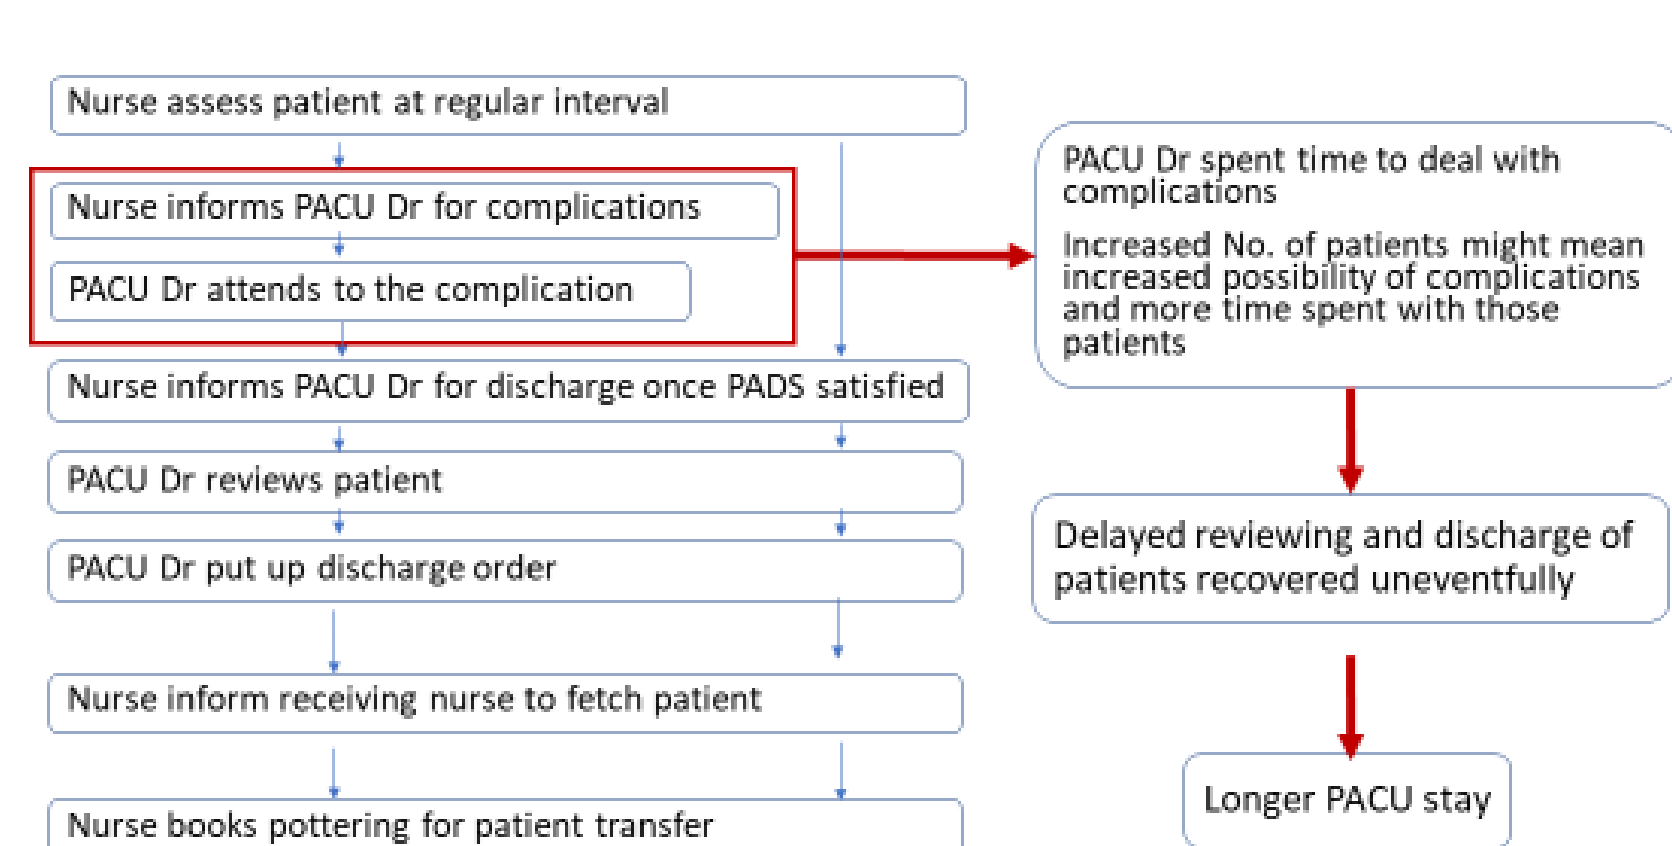 Nurse assess patient at regular interval
Nurse informs PACU Dr for complications
PACU Dr attends to the complication
Nurse informs PACU Dr for discharge once PADS satisfied
PACU Dr reviews patient
PACU Dr put up discharge order
Nurse inform receiving nurse to fetch patient
Nurse books pottering for patient transfer
PACU Dr spent time to deal with
complications
Increased No. of patients might mean
increased possibility of complications
and more time spent with those
patients
Delayed reviewing and discharge of
patients recovered uneventfully
Longer PACU stay